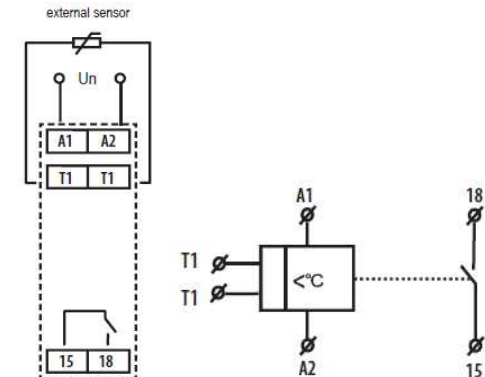 external sensor
Un
A1 A2
T1 T1
15 18
A1
18
T1
T1
<°C
A2
15